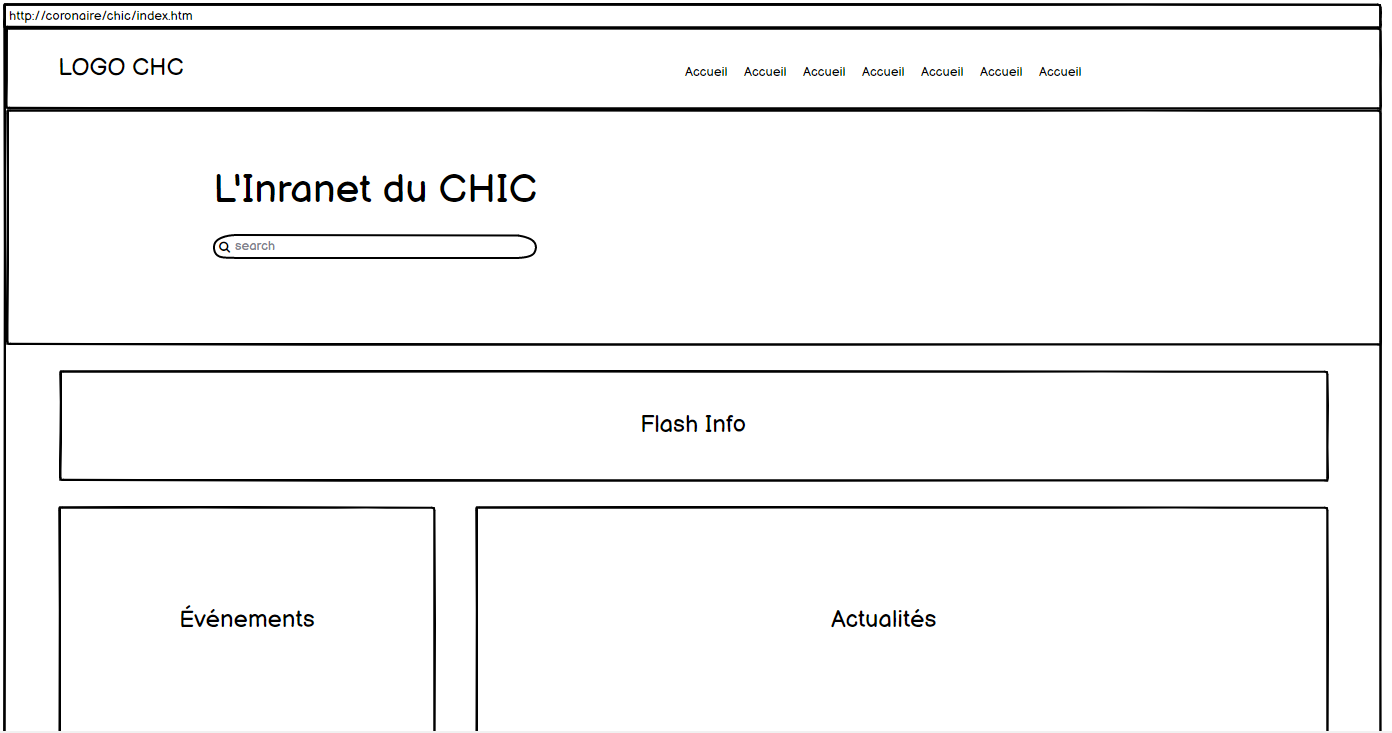 http://coronaire/chic/index.htm
LOGO CHC
Accueil Accueil Accueil Accueil Accueil Accueil Accueil
L'Inranet du CHIC
search
Flash Info
Événements
Actualités